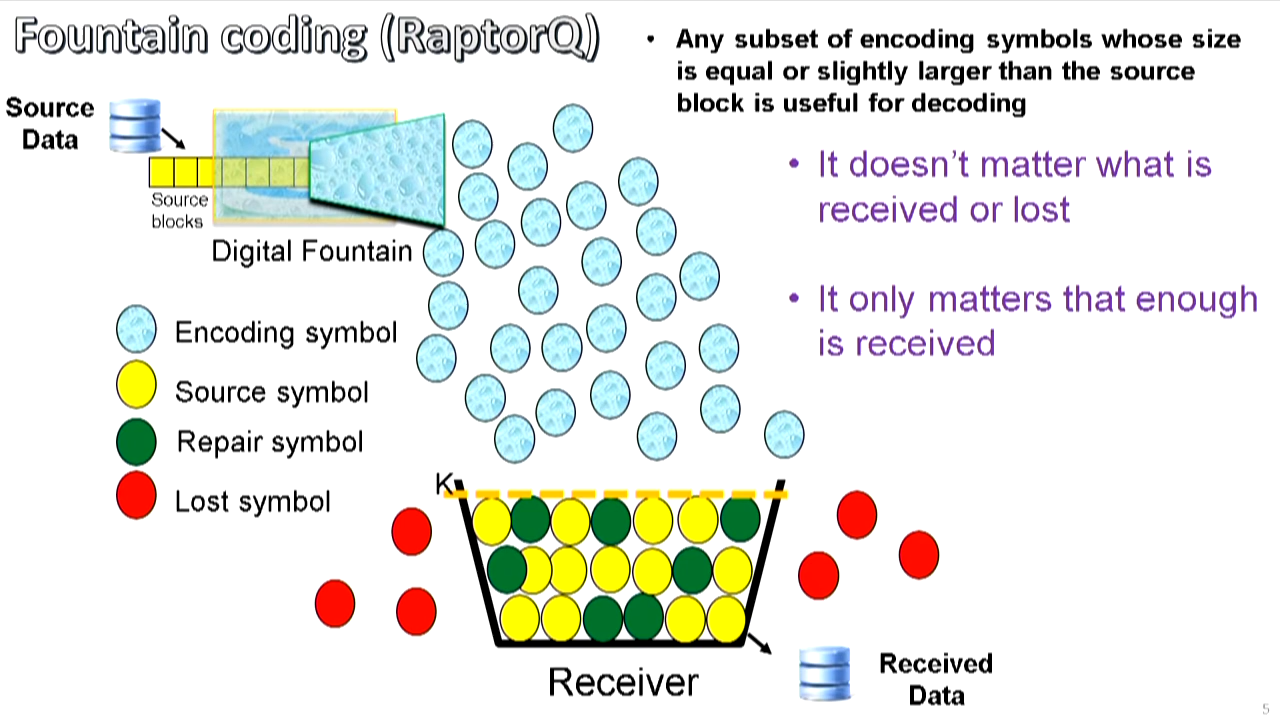 Fountain coding (RaptorQ)
• Any subset of encoding symbols whose size
is equal or slightly larger than the source
block is useful for decoding
Source
Data
Source
blocks
Digital Fountain
• It doesn't matter what is
received or lost
• It only matters that enough
is received
Encoding symbol
Source symbol
Repair symbol
Lost symbol
K
Receiver
Received
Data
5